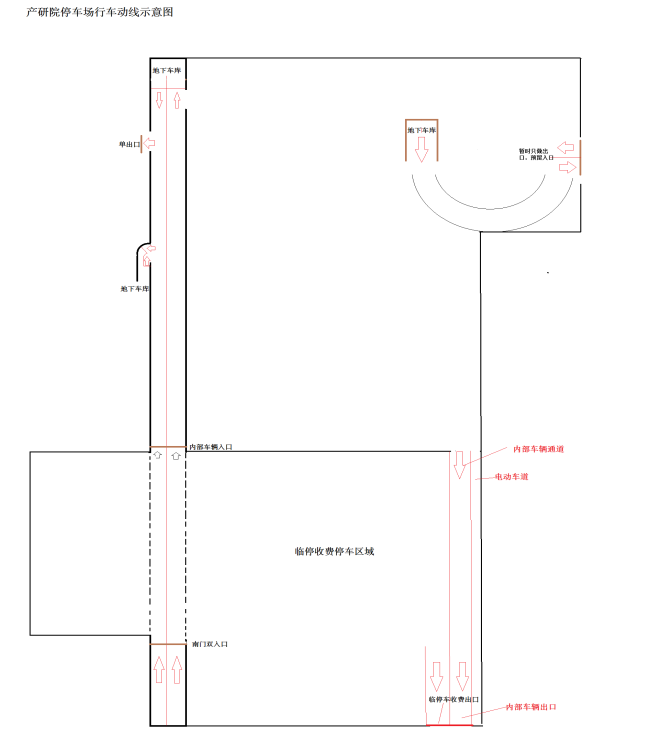 产研院停车场行车动线示意图
地下车库
地下车库
单出口
暂时只做出
口，预留入口
地下车库
内部车辆入口
内部车辆通道
电动车道
临停收费停车区域
南门双入口
临停车收费出口
内部车辆出口